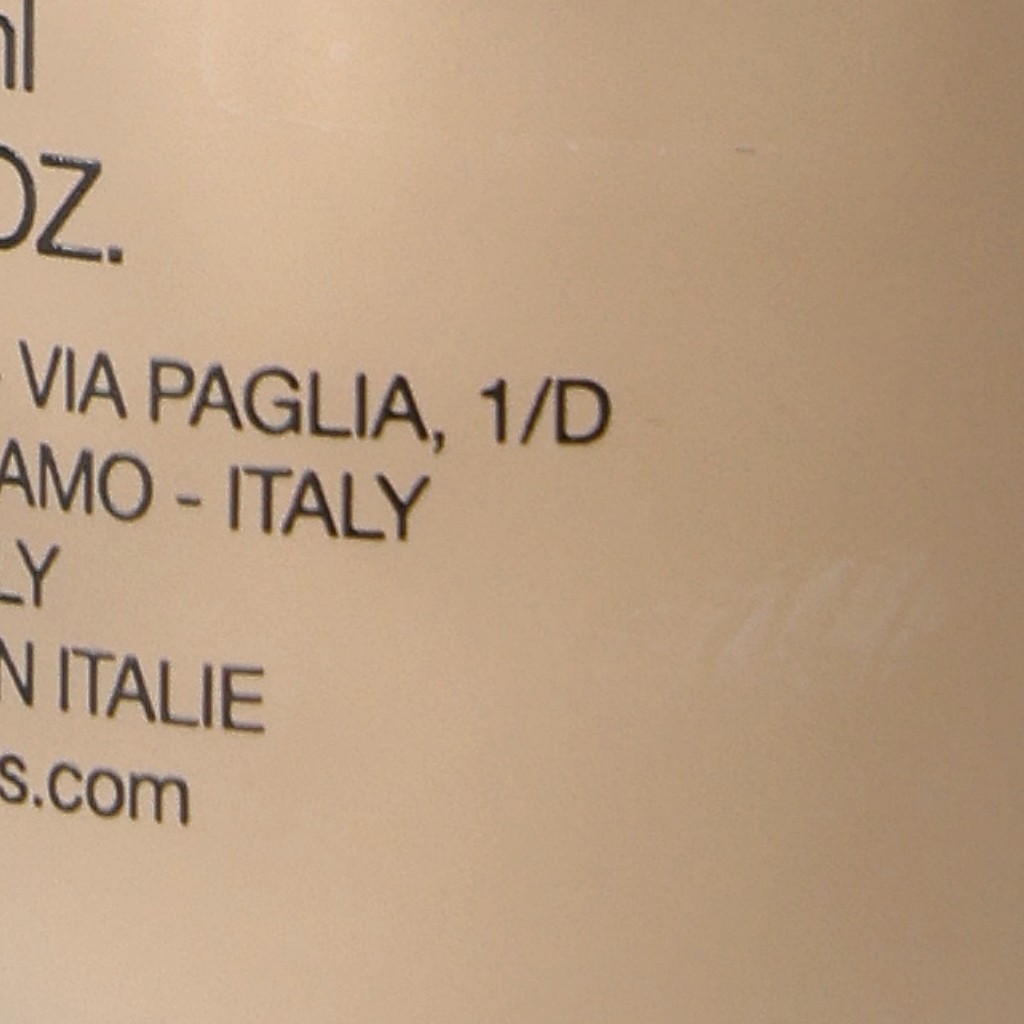 ml
OZ.
- VIA PAGLIA, 1/D
AMO - ITALY
LY
N ITALIE
s.com